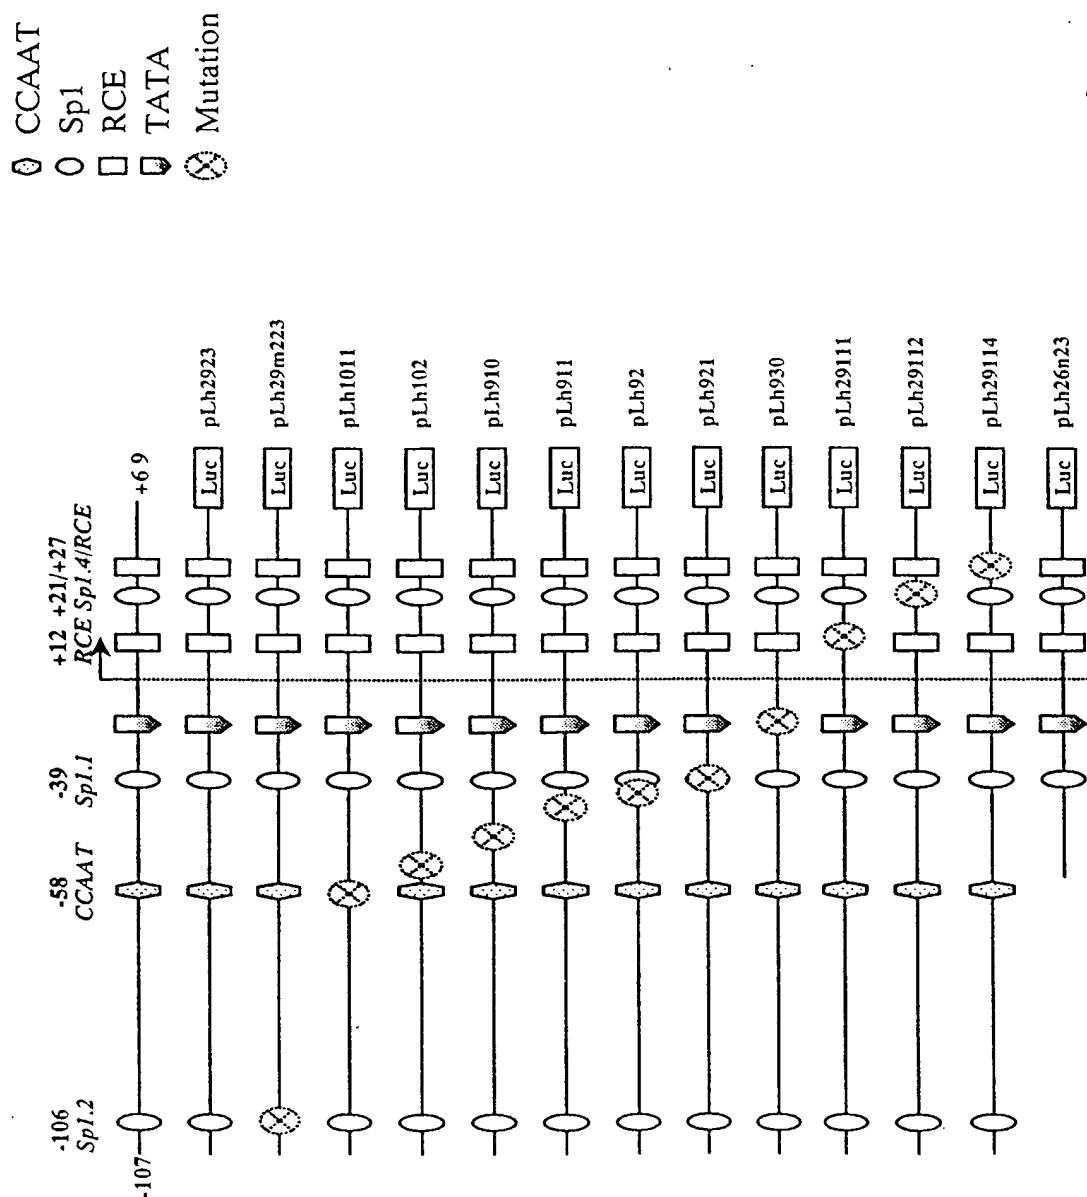 CCAAT
Sp1
RCE
TATA
Mutation
-106 -58 -39 +12 +21/+27
Sp1.2 CCAAT Sp1.1 RCE Sp1.4/RCE
-107 +69
Luc pLh2923
Luc pLh29m223
Luc pLh1011
Luc pLh102
Luc pLh910
Luc pLh911
Luc pLh92
Luc pLh921
Luc pLh930
Luc pLh29111
Luc pLh29112
Luc pLh29114
Luc pLh26n23